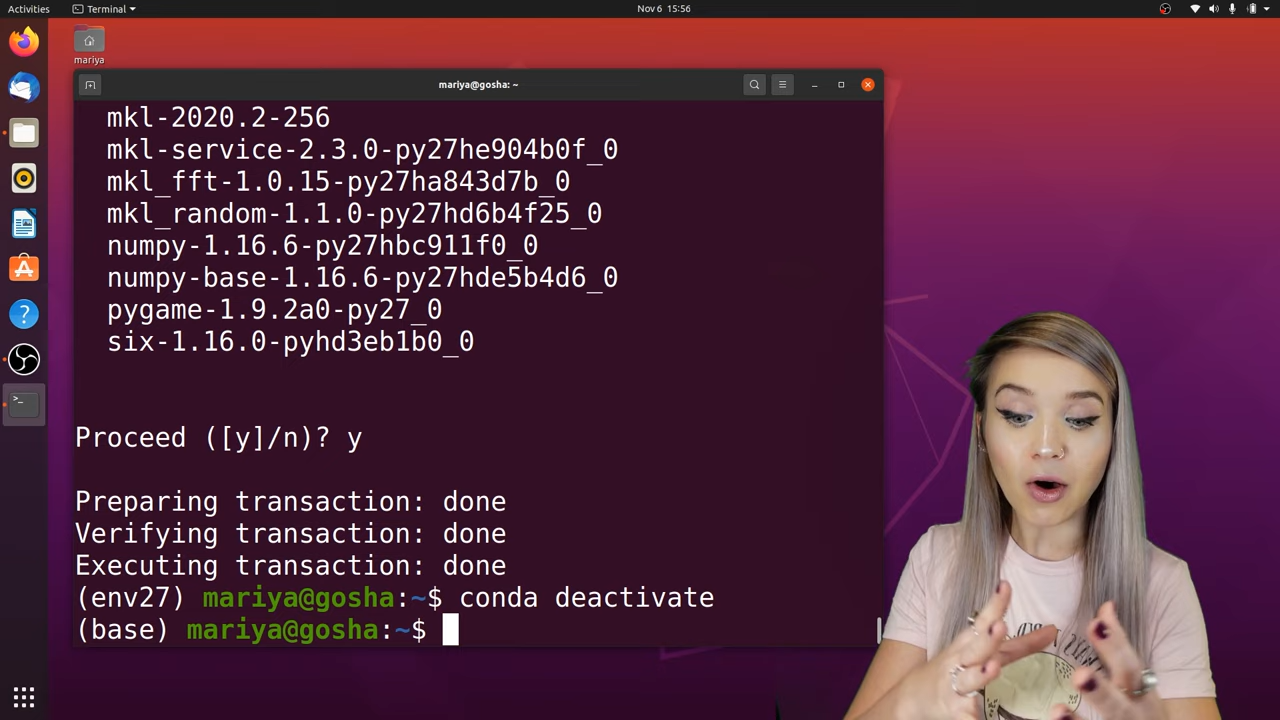 Activities
Terminal
Nov 6 15:56
mariya
mariya@gosha: ~
mkl-2020.2-256
mkl-service-2.3.0-py27he904b0f_0
mkl_fft-1.0.15-py27ha843d7b_0
mkl_random-1.1.0-py27hd6b4f25_0
numpy-1.16.6-py27hbc911f0_0
numpy-base-1.16.6-py27hde5b4d6_0
pygame-1.9.2a0-py27_0
six-1.16.0-pyhd3eb1b0_0
Proceed ([y]/n)? y
Preparing transaction: done
Verifying transaction: done
Executing transaction: done
(env27) mariya@gosha:~$ conda deactivate
(base) mariya@gosha:~$